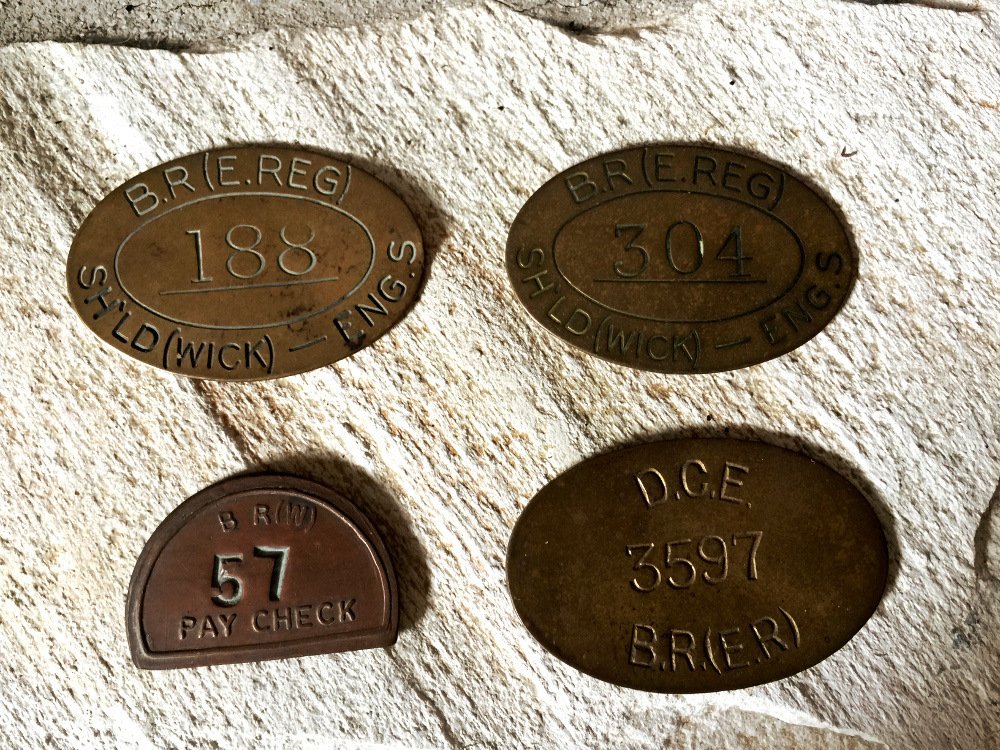 B.R(E.REG)
188
SH'LD(WICK) — ENG.S
B.R(E.REG)
304
SH'LD(WICK) — ENG.S
B R(W)
57
PAY CHECK
D.C.E.
3597
B.R.(E.R)